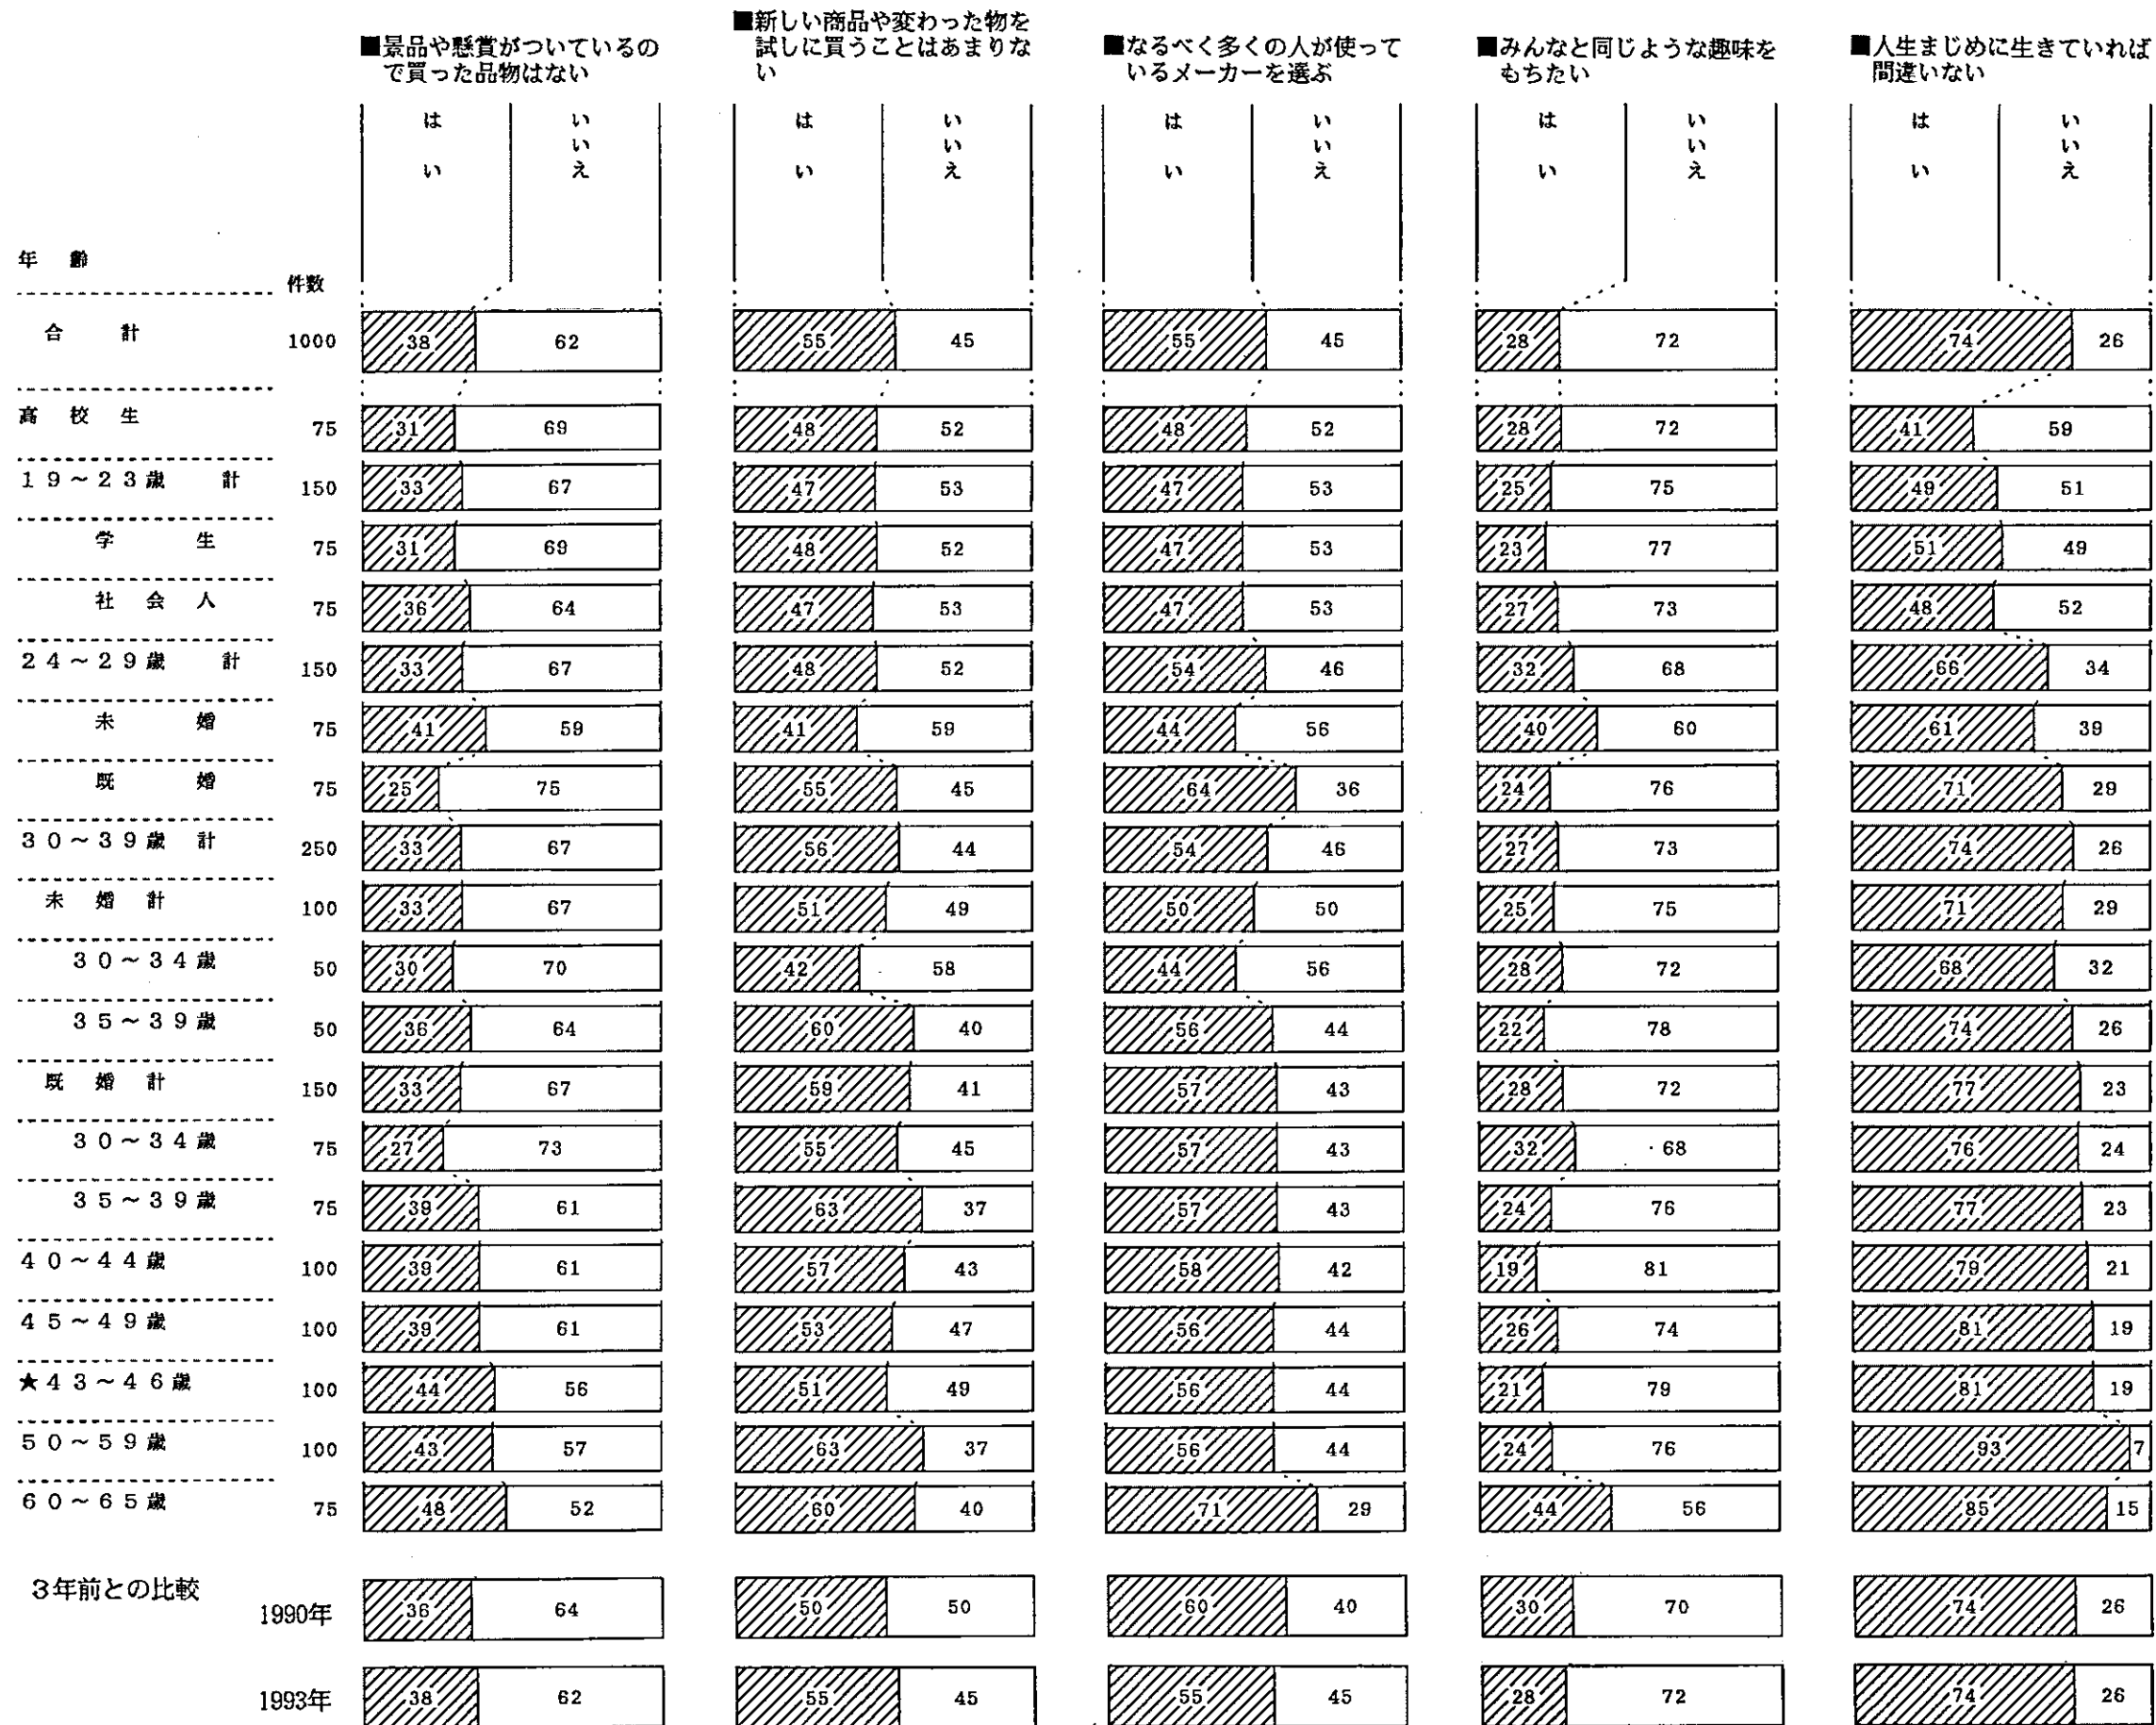 ■景品や懸賞がついているの
で買った品物はない
■新しい商品や変わった物を
試しに買うことはあまりな
い
■なるべく多くの人が使って
いるメーカーを選ぶ
■みんなと同じような趣味を
もちたい
■人生まじめに生きていれば
間違いない
はい いいえ はい いいえ はい いいえ はい いいえ はい いいえ
年齢
件数
合計 1000 38 62 55 45 55 45 28 72 74 26
高校生 75 31 69 48 52 48 52 28 72 41 59
19~23歳 計 150 33 67 47 53 47 53 25 75 49 51
学生 75 31 69 48 52 47 53 23 77 51 49
社会人 75 36 64 47 53 47 53 27 73 48 52
24~29歳 計 150 33 67 48 52 54 46 32 68 66 34
未婚 75 41 59 41 59 44 56 40 60 61 39
既婚 75 25 75 55 45 64 36 24 76 71 29
30~39歳 計 250 33 67 56 44 54 46 27 73 74 26
未婚計 100 33 67 51 49 50 50 25 75 71 29
30~34歳 50 30 70 42 58 44 56 28 72 68 32
35~39歳 50 36 64 60 40 56 44 22 78 74 26
既婚計 150 33 67 59 41 57 43 28 72 77 23
30~34歳 75 27 73 55 45 57 43 32 68 76 24
35~39歳 75 39 61 63 37 57 43 24 76 77 23
40~44歳 100 39 61 57 43 58 42 19 81 79 21
45~49歳 100 39 61 53 47 56 44 26 74 81 19
★43~46歳 100 44 56 51 49 56 44 21 79 81 19
50~59歳 100 43 57 63 37 56 44 24 76 93 7
60~65歳 75 48 52 60 40 71 29 44 56 85 15
3年前との比較
1990年 36 64 50 50 60 40 30 70 74 26
1993年 38 62 55 45 55 45 28 72 74 26